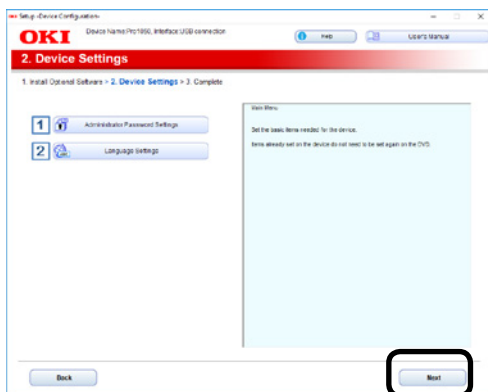 Setup -Device Configuration-
OKI
Device Name:Pro1050, Interface:USB connection
Help
User's Manual
2. Device Settings
1. Install Optional Software > 2. Device Settings > 3. Complete
1
Administrator Password Settings
2
Language Settings
Main Menu
Set the basic items needed for the device.
Items already set on the device do not need to be set again on the DVD.
Back
Next